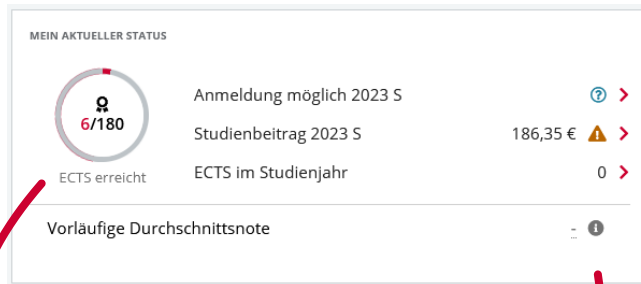 MEIN AKTUELLER STATUS
6/180
ECTS erreicht
Anmeldung möglich 2023 S
Studienbeitrag 2023 S 186,35 €
ECTS im Studienjahr 0
Vorläufige Durchschnittsnote -